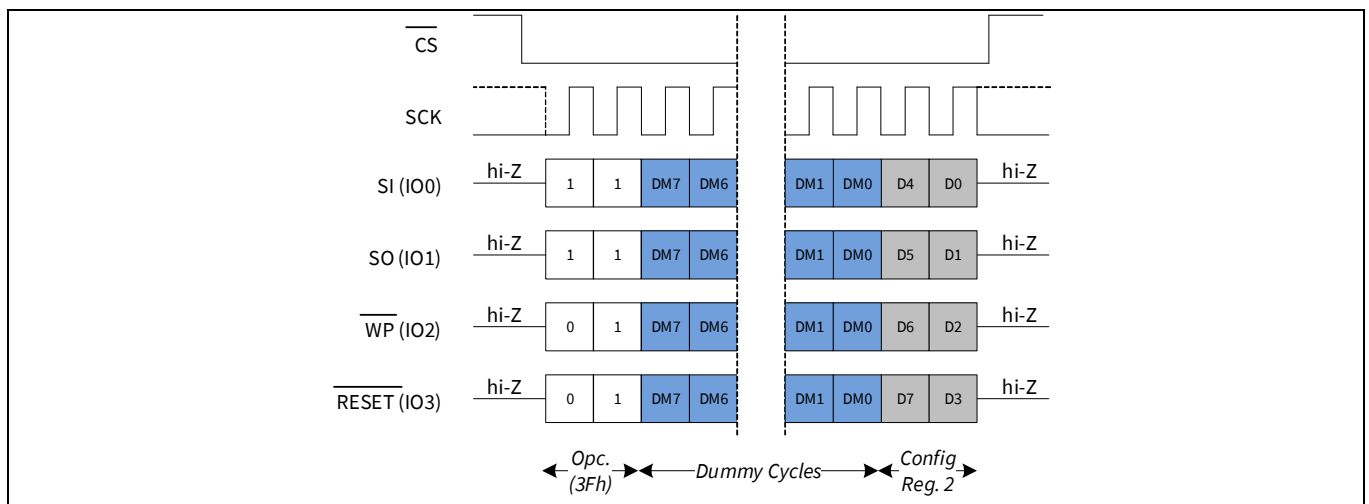 CS
SCK
SI (IO0) hi-Z 1 1 DM7 DM6 DM1 DM0 D4 D0 hi-Z
SO (IO1) hi-Z 1 1 DM7 DM6 DM1 DM0 D5 D1 hi-Z
WP (IO2) hi-Z 0 1 DM7 DM6 DM1 DM0 D6 D2 hi-Z
RESET (IO3) hi-Z 0 1 DM7 DM6 DM1 DM0 D7 D3 hi-Z
Opc. Dummy Cycles Config
(3Fh) Reg. 2